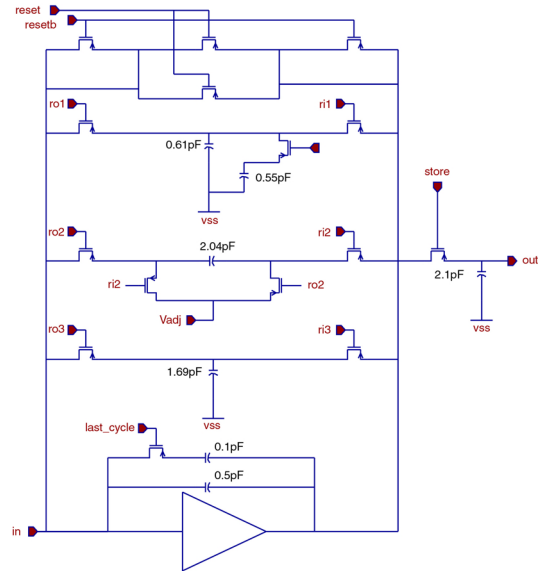 reset
resetb
ro1
ri1
0.61pF
0.55pF
vss
store
ro2
2.04pF
ri2
out
ri2
ro2
2.1pF
Vadj
vss
ro3
ri3
1.69pF
vss
last_cycle
0.1pF
0.5pF
in